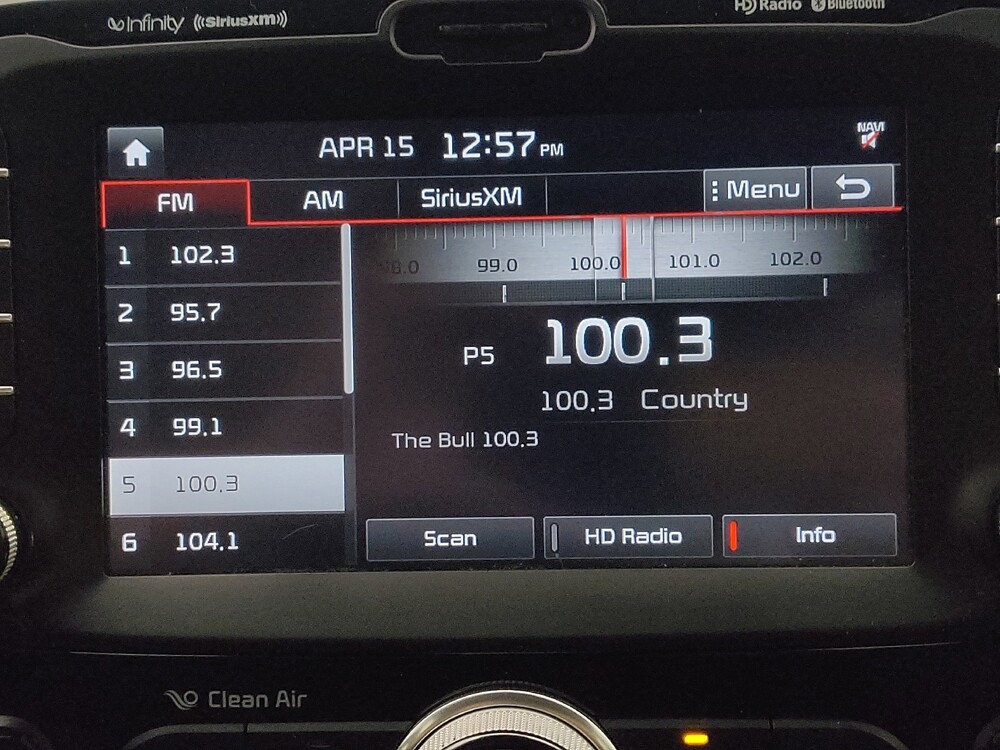 Infinity ((SiriusXM))
HD Radio Bluetooth
APR 15 12:57 PM
NAVI
FM AM SiriusXM Menu
1 102.3
2 95.7
3 96.5
4 99.1
5 100.3
6 104.1
98.0 99.0 100.0 101.0 102.0
P5 100.3
100.3 Country
The Bull 100.3
Scan HD Radio Info
Clean Air